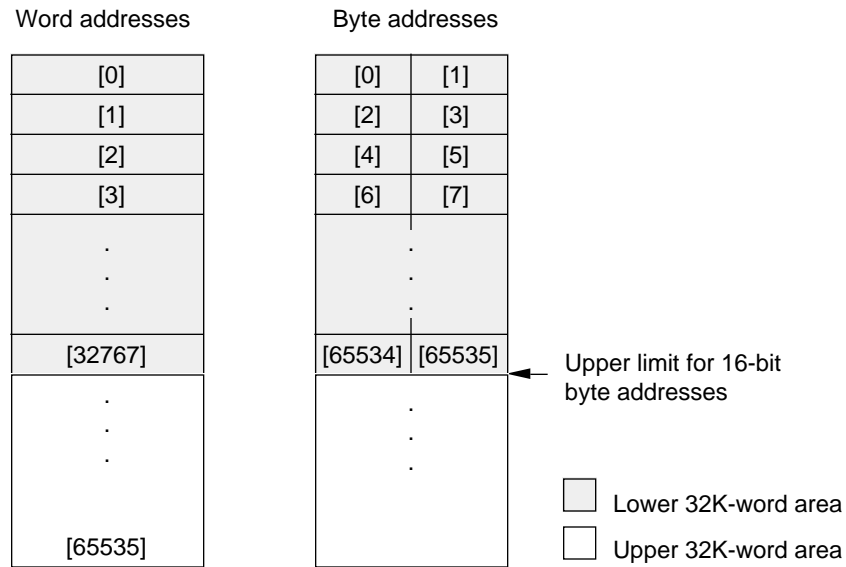 Word addresses Byte addresses
[0] [0] [1]
[1] [2] [3]
[2] [4] [5]
[3] [6] [7]
. .
. .
. .
[32767] [65534] [65535]
Upper limit for 16-bit
byte addresses
. .
. .
. .
Lower 32K-word area
[65535] Upper 32K-word area